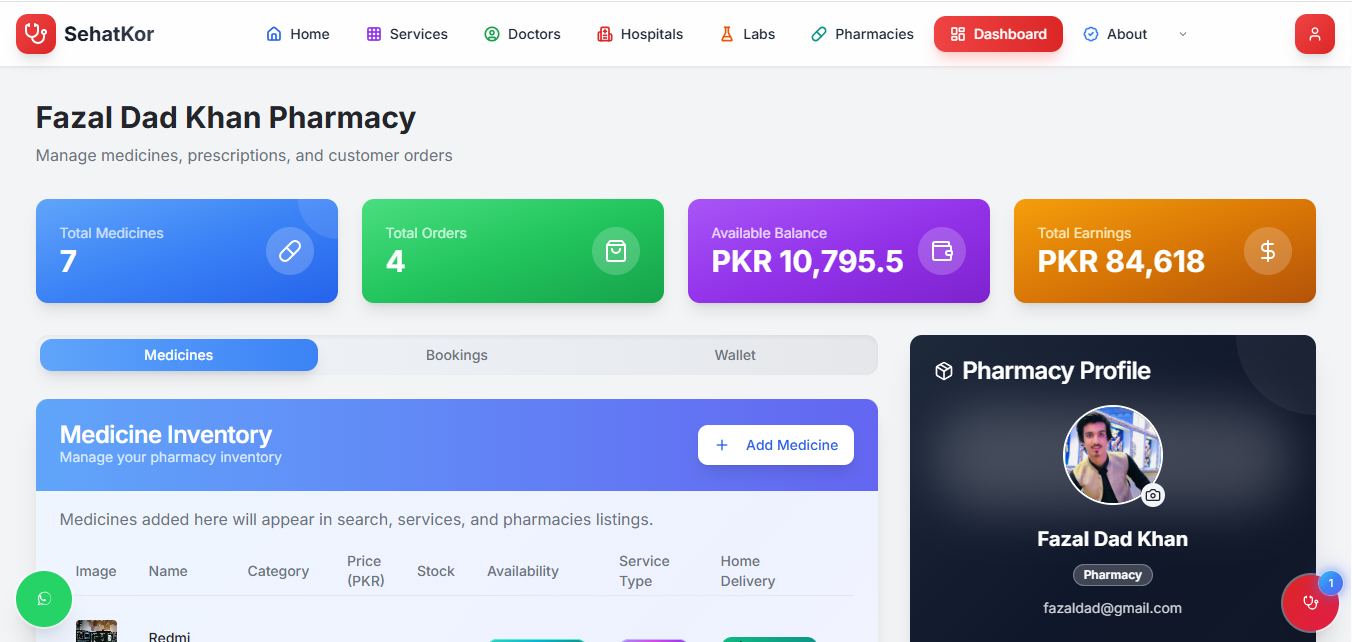 SehatKor
Home
Services
Doctors
Hospitals
Labs
Pharmacies
Dashboard
About
Fazal Dad Khan Pharmacy
Manage medicines, prescriptions, and customer orders
Total Medicines
7
Total Orders
4
Available Balance
PKR 10,795.5
Total Earnings
PKR 84,618
Medicines
Bookings
Wallet
Medicine Inventory
Manage your pharmacy inventory
Add Medicine
Medicines added here will appear in search, services, and pharmacies listings.
Image
Name
Category
Price
(PKR)
Stock
Availability
Service
Type
Home
Delivery
Redmi
Pharmacy Profile
Fazal Dad Khan
Pharmacy
fazaldad@gmail.com
1